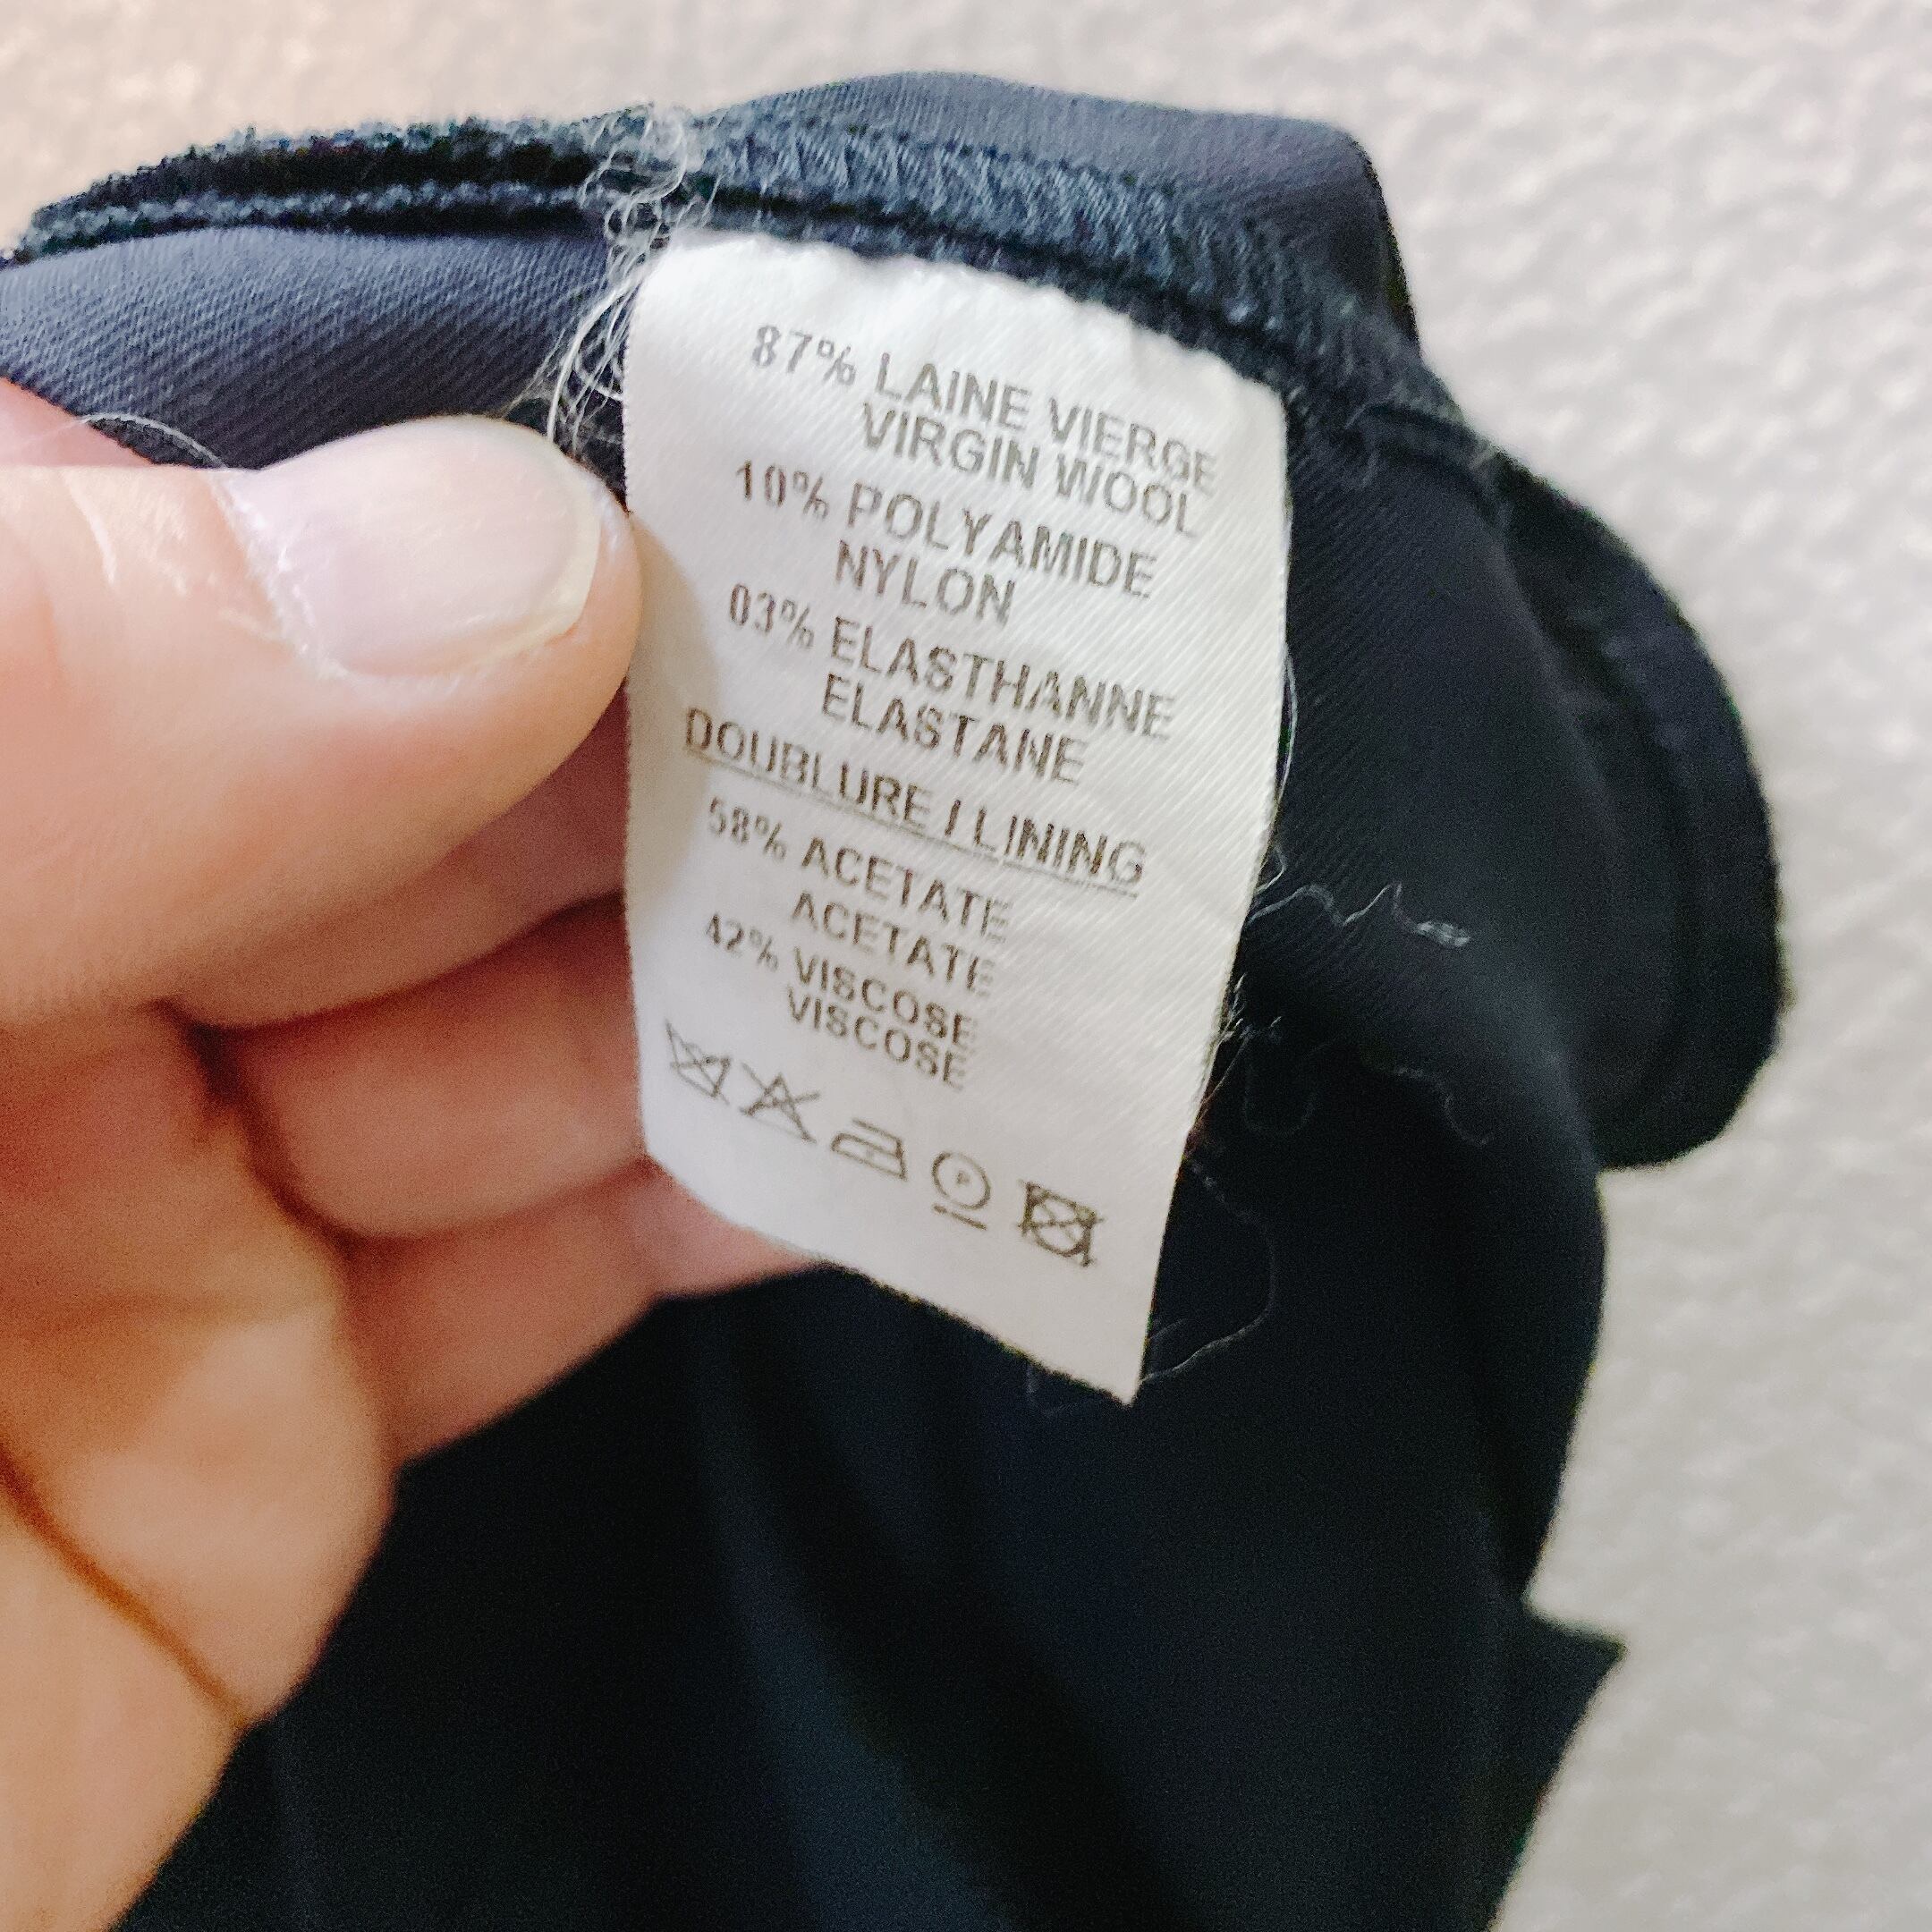 87% LAINE VIERGE
VIRGIN WOOL
10% POLYAMIDE
NYLON
03% ELASTHANNE
ELASTANE
DOUBLURE / LINING
58% ACETATE
ACETATE
42% VISCOSE
VISCOSE
P